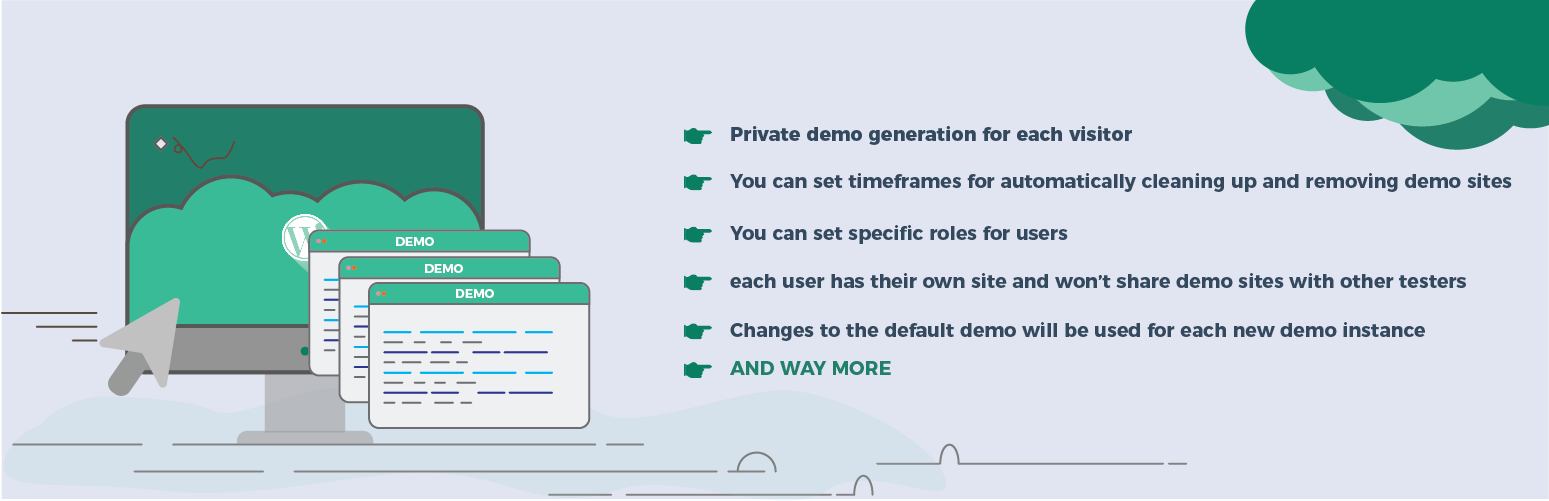 Private demo generation for each visitor
You can set timeframes for automatically cleaning up and removing demo sites
You can set specific roles for users
each user has their own site and won't share demo sites with other testers
Changes to the default demo will be used for each new demo instance
AND WAY MORE
W
DEMO
DEMO
DEMO